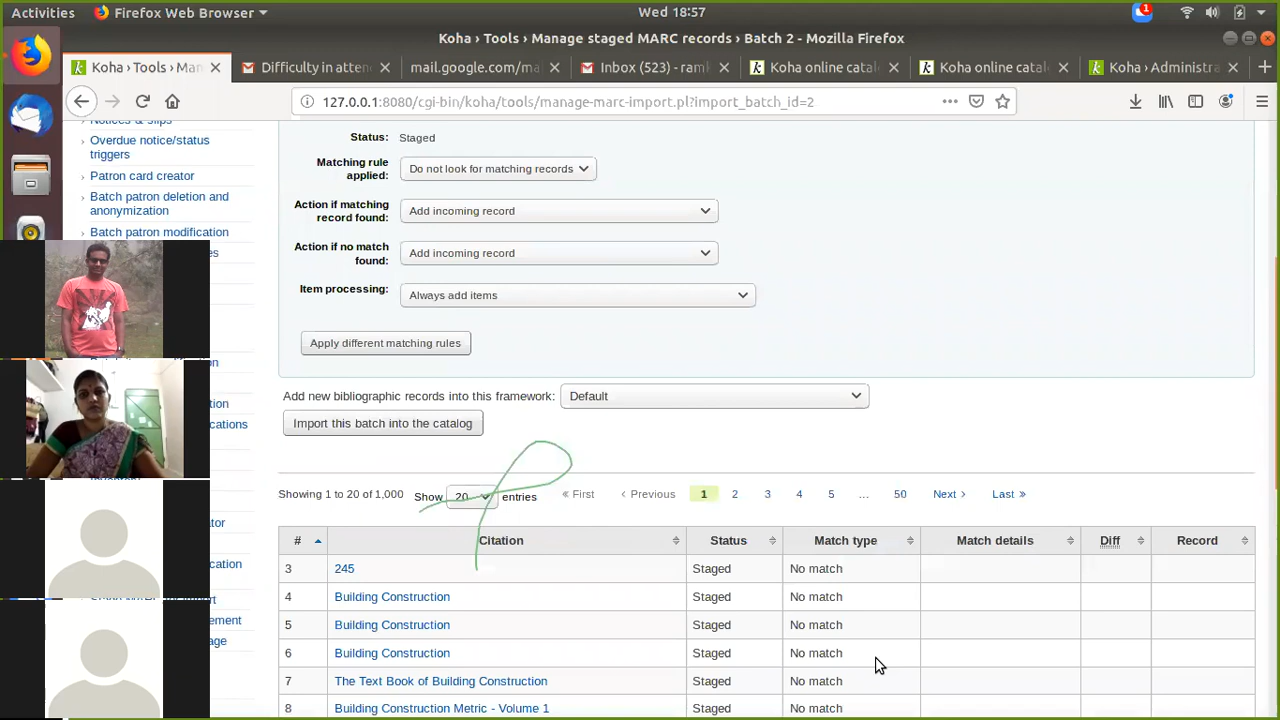 Activities Firefox Web Browser Wed 18:57 1
Koha › Tools › Manage staged MARC records › Batch 2 - Mozilla Firefox
Koha › Tools › Man Difficulty in atten mail.google.com/ma Inbox (523) - raml Koha online catal Koha online catal Koha › Administra
127.0.0.1:8080/cgi-bin/koha/tools/manage-marc-import.pl?import_batch_id=2
Notices & slips
Overdue notice/status
triggers
Patron card creator
Batch patron deletion and
anonymization
Batch patron modification
Status: Staged
Matching rule
applied: Do not look for matching records
Action if matching
record found: Add incoming record
Action if no match
found: Add incoming record
Item processing: Always add items
Apply different matching rules
Add new bibliographic records into this framework: Default
Import this batch into the catalog
Showing 1 to 20 of 1,000 Show 20 entries « First ‹ Previous 1 2 3 4 5 ... 50 Next › Last »
# Citation Status Match type Match details Diff Record
3 245 Staged No match
4 Building Construction Staged No match
5 Building Construction Staged No match
6 Building Construction Staged No match
7 The Text Book of Building Construction Staged No match
8 Building Construction Metric - Volume 1 Staged No match